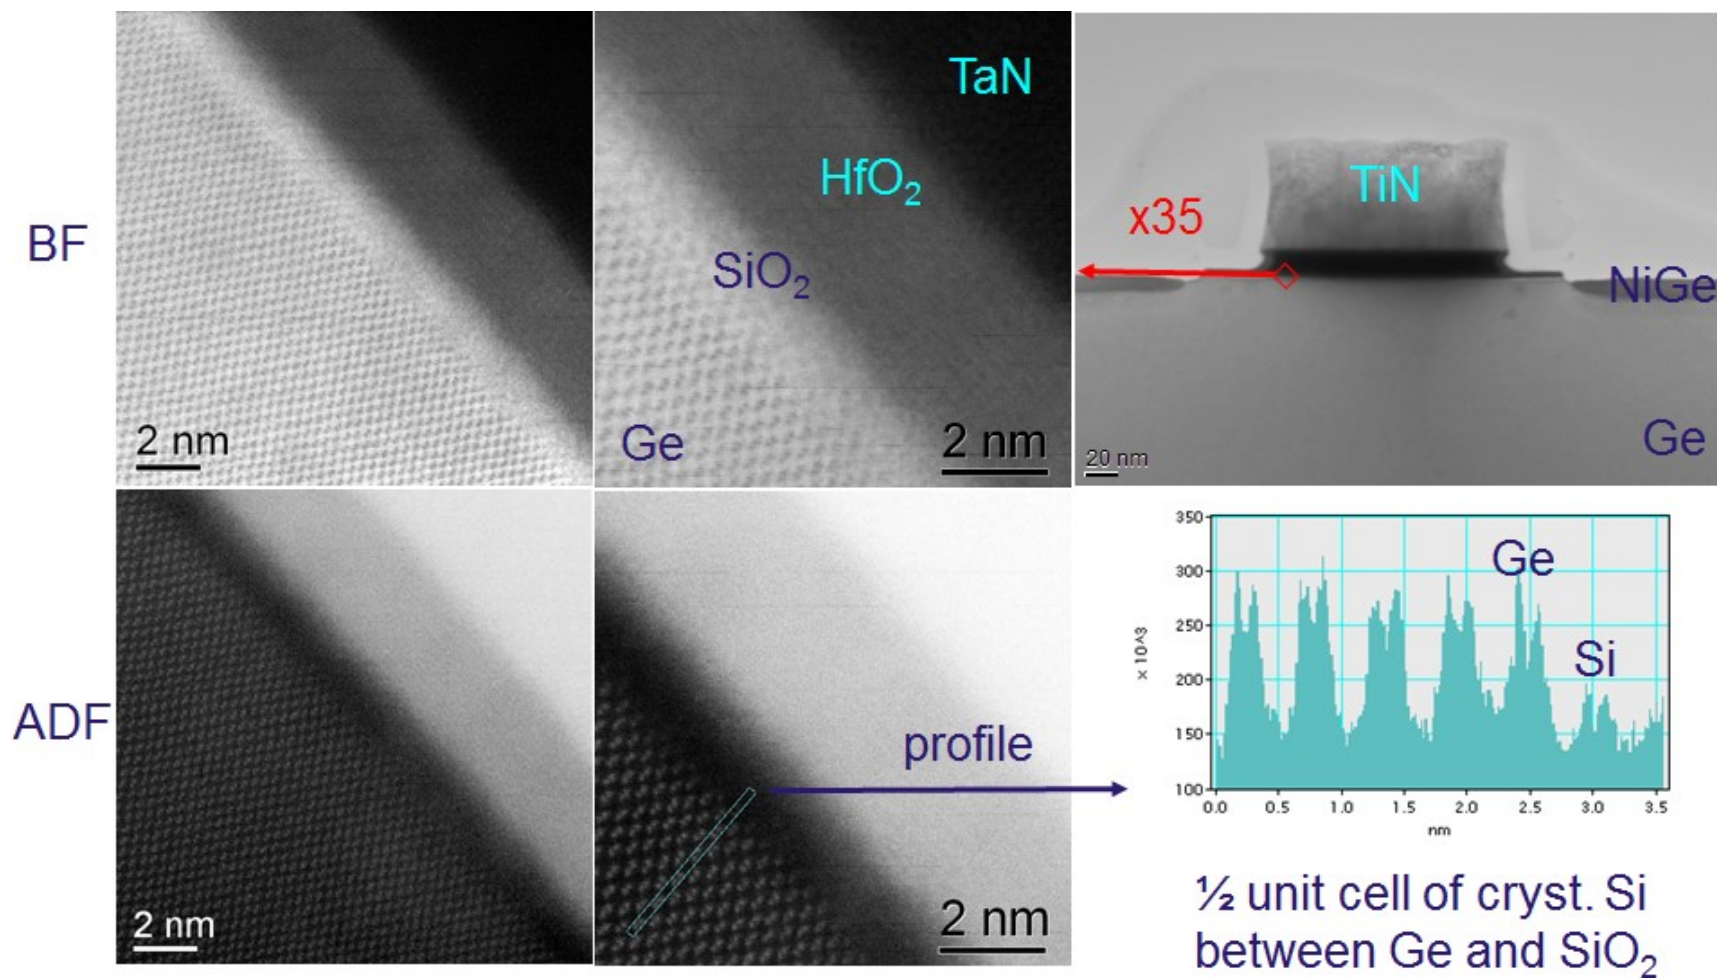 BF
2 nm
TaN
HfO₂
SiO₂
Ge
2 nm
x35
TiN
NiGe
Ge
20 nm
ADF
2 nm
profile
2 nm
350
300
250
200
150
100
x 10^3
Ge
Si
0.0 0.5 1.0 1.5 2.0 2.5 3.0 3.5
nm
½ unit cell of cryst. Si
between Ge and SiO₂